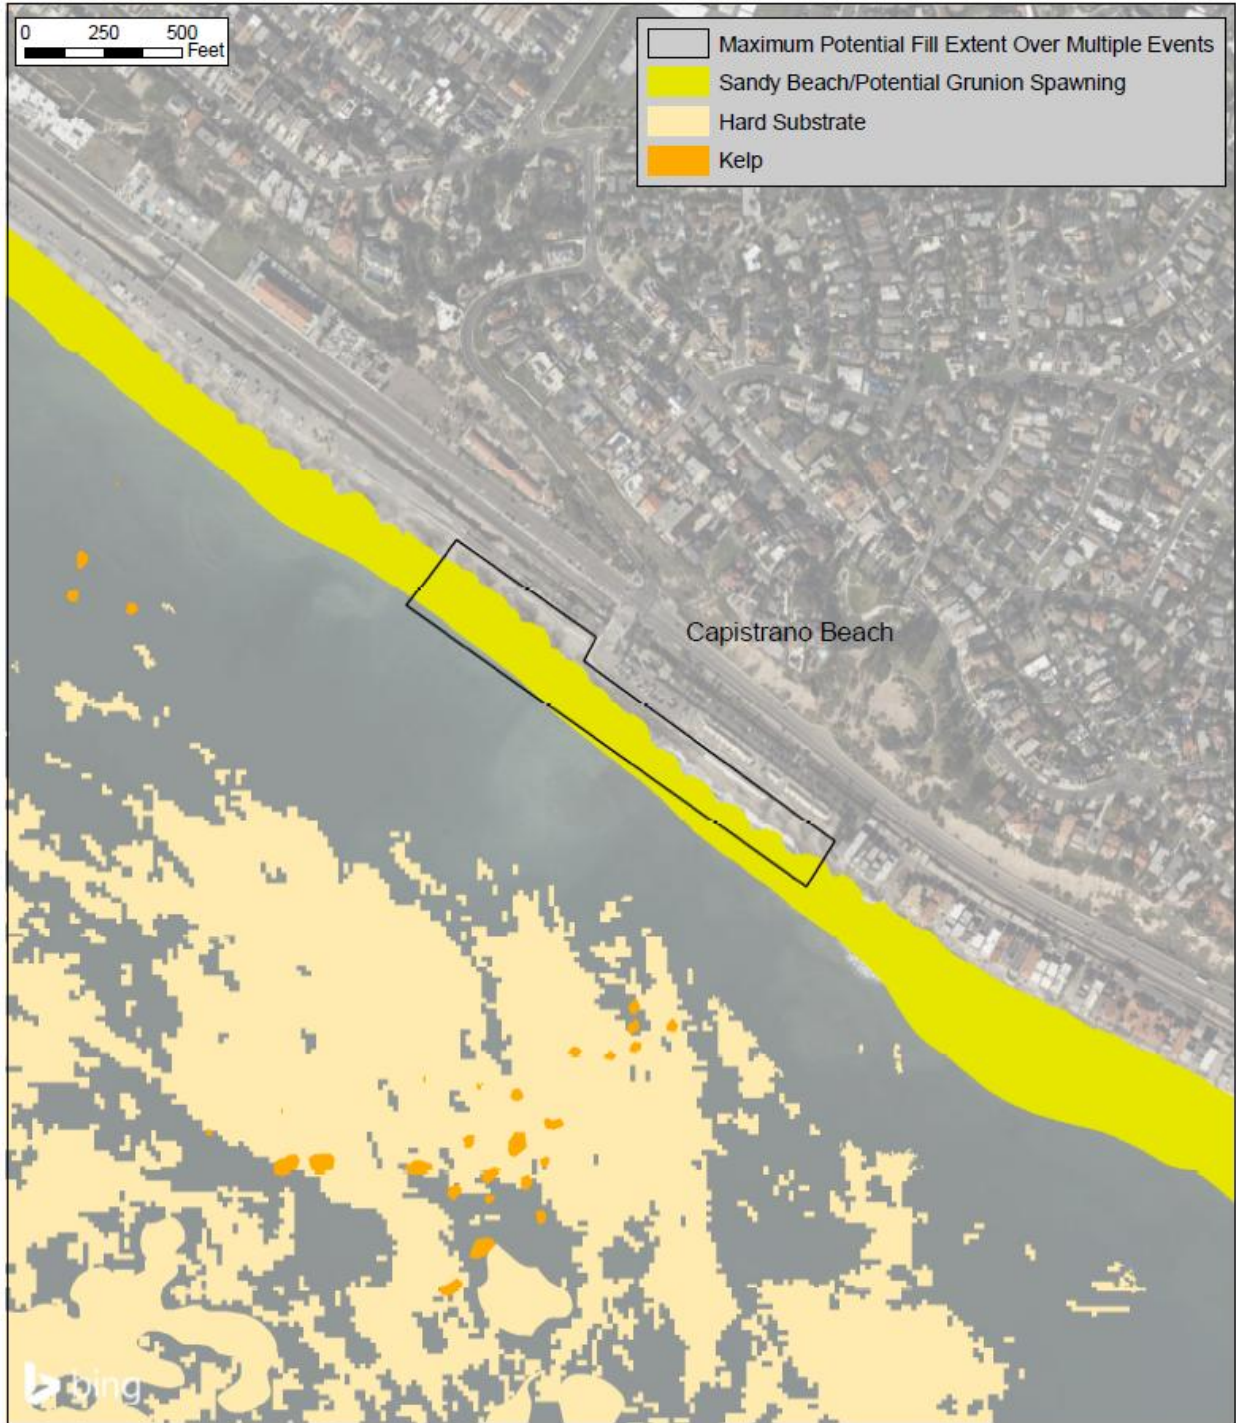 0 250 500
Feet
Maximum Potential Fill Extent Over Multiple Events
Sandy Beach/Potential Grunion Spawning
Hard Substrate
Kelp
Capistrano Beach
bing